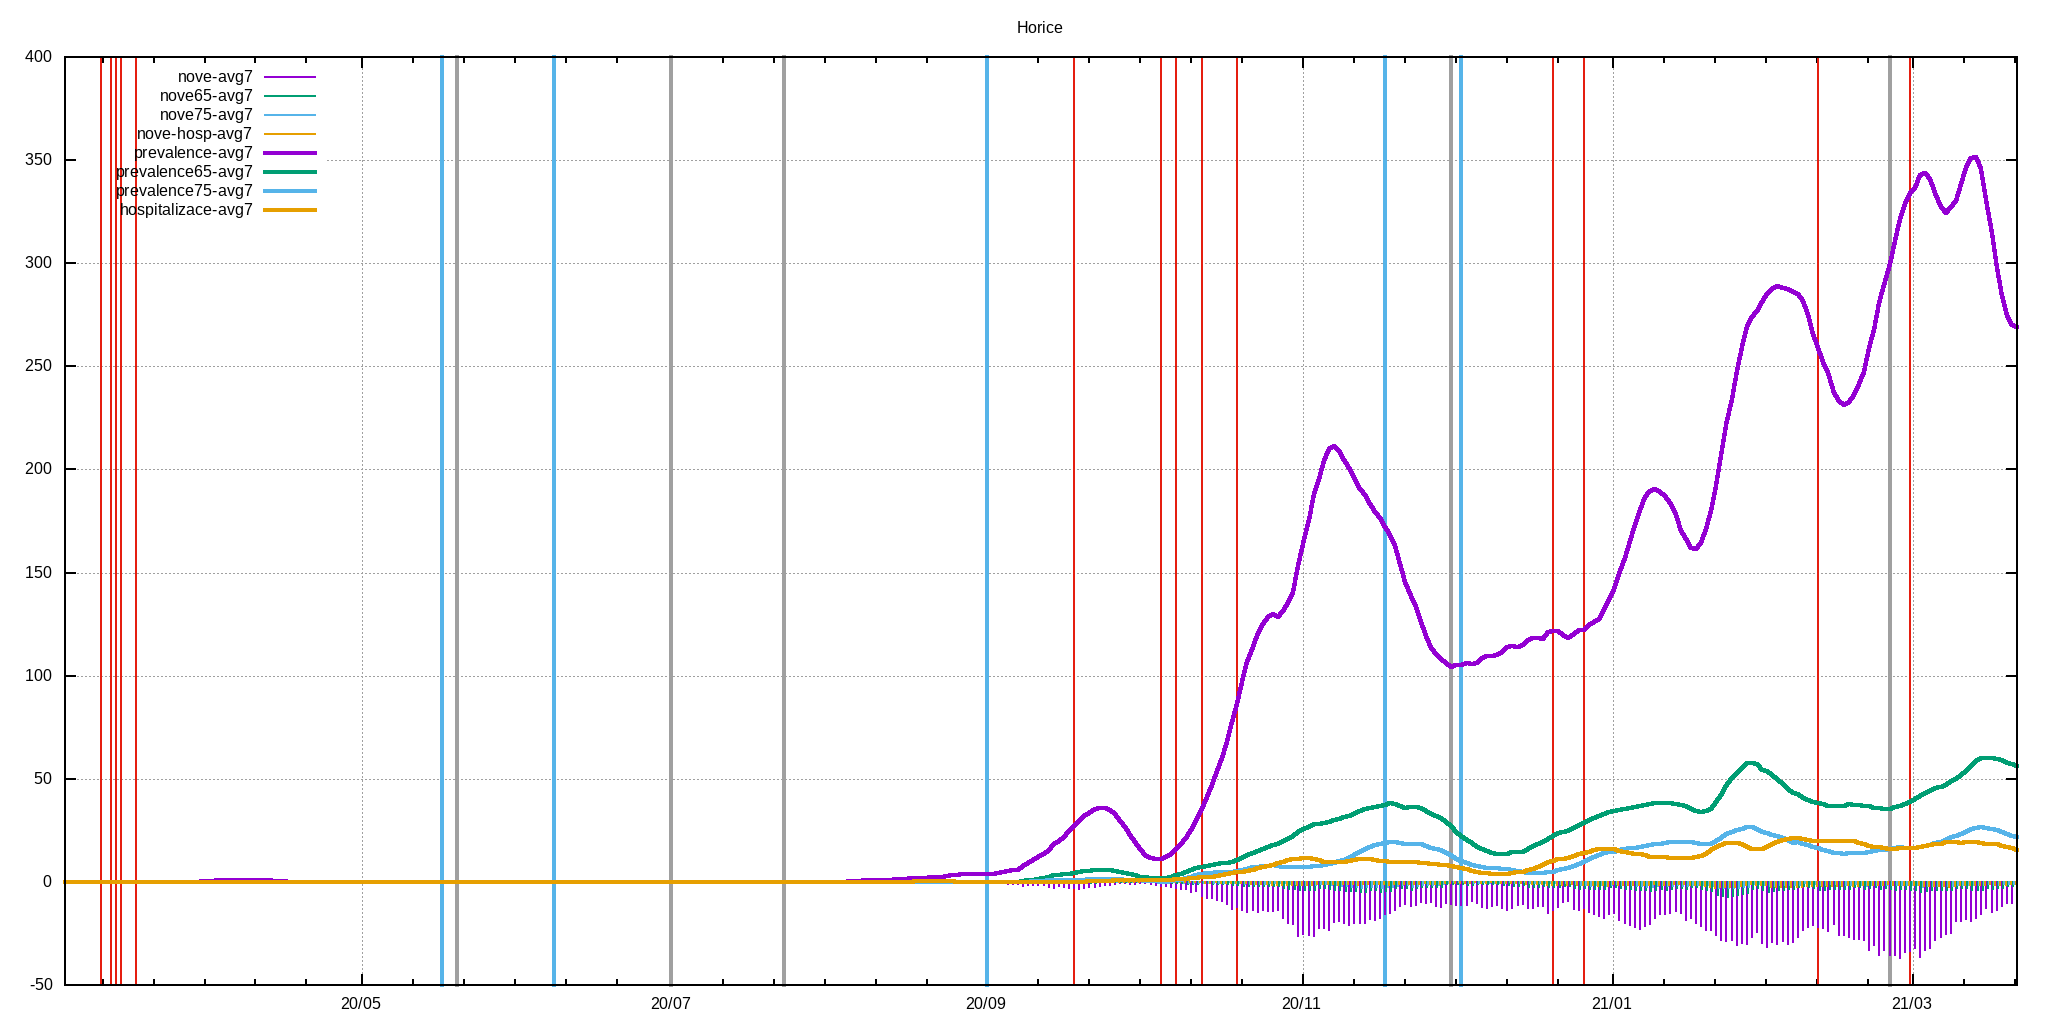 Horice
400
350
300
250
200
150
100
50
0
-50
nove-avg7
nove65-avg7
nove75-avg7
nove-hosp-avg7
prevalence-avg7
prevalence65-avg7
prevalence75-avg7
hospitalizace-avg7
20/05 20/07 20/09 20/11 21/01 21/03